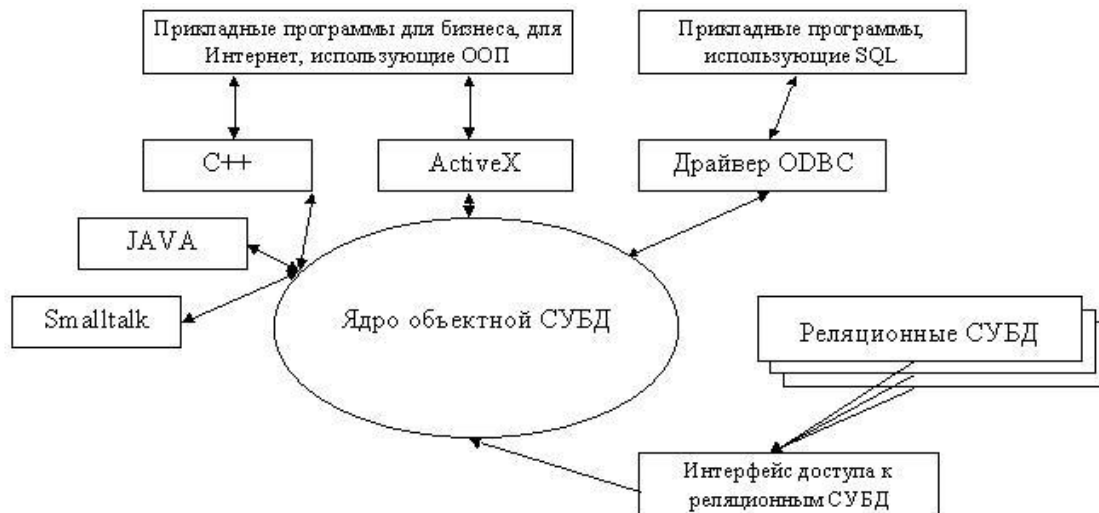 Прикладные программы для бизнеса, для
Интернет, использующие ООП
Прикладные программы,
использующие SQL
C++
ActiveX
Драйвер ODBC
JAVA
Smalltalk
Ядро объектной СУБД
Реляционные СУБД
Интерфейс доступа к
реляционным СУБД